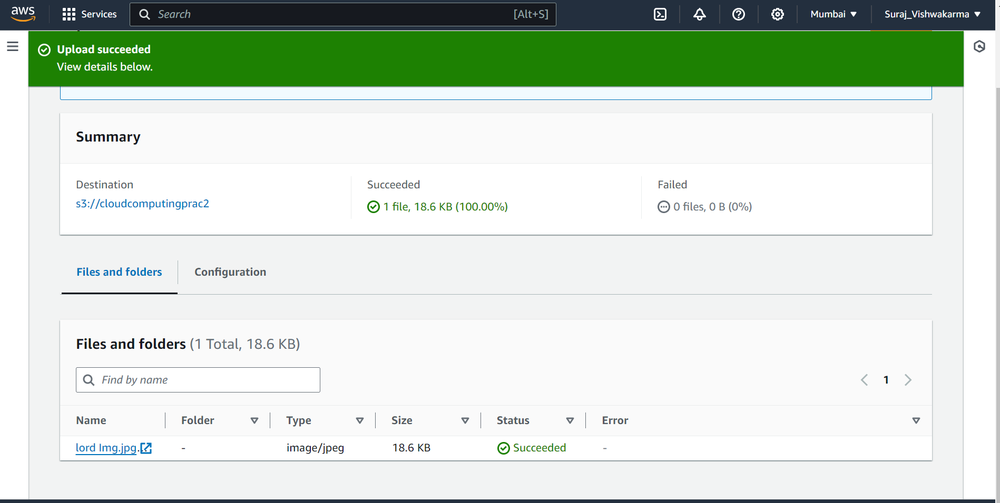 aws Services Search [Alt+S] Mumbai Suraj_Vishwakarma
Upload succeeded
View details below.
Summary
Destination Succeeded Failed
s3://cloudcomputingprac2 1 file, 18.6 KB (100.00%) 0 files, 0 B (0%)
Files and folders Configuration
Files and folders (1 Total, 18.6 KB)
Find by name 1
Name Folder Type Size Status Error
lord Img.jpg. - image/jpeg 18.6 KB Succeeded -